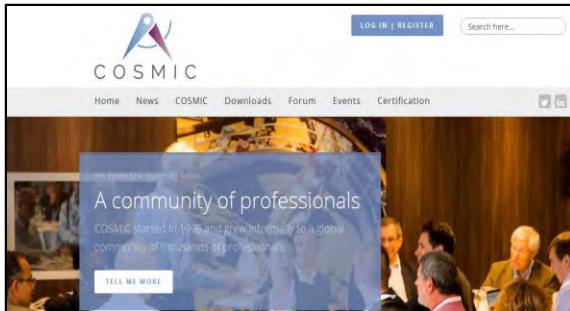 LOG IN | REGISTER
Search here...
COSMIC
Home News COSMIC Downloads Forum Events Certification
A community of professionals
COSMIC started in 1998 and grew informally to a global
community of thousands of professionals
TELL ME MORE